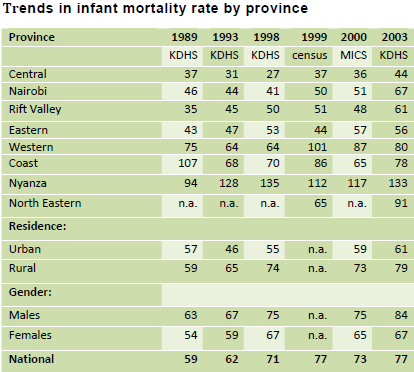 Trends in infant mortality rate by province
Province 1989 1993 1998 1999 2000 2003
KDHS KDHS KDHS census MICS KDHS
Central 37 31 27 37 36 44
Nairobi 46 44 41 50 51 67
Rift Valley 35 45 50 51 48 61
Eastern 43 47 53 44 57 56
Western 75 64 64 101 87 80
Coast 107 68 70 86 65 78
Nyanza 94 128 135 112 117 133
North Eastern n.a. n.a. n.a. 65 n.a. 91
Residence:
Urban 57 46 55 n.a. 59 61
Rural 59 65 74 n.a. 73 79
Gender:
Males 63 67 75 n.a. 75 84
Females 54 59 67 n.a. 65 67
National 59 62 71 77 73 77